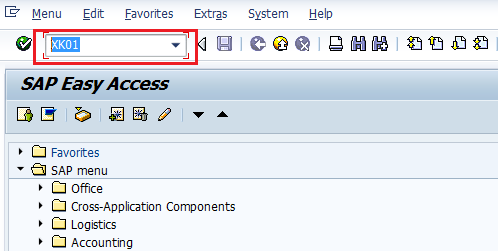 Menu Edit Favorites Extras System Help
XK01
SAP Easy Access
Favorites
SAP menu
Office
Cross-Application Components
Logistics
Accounting